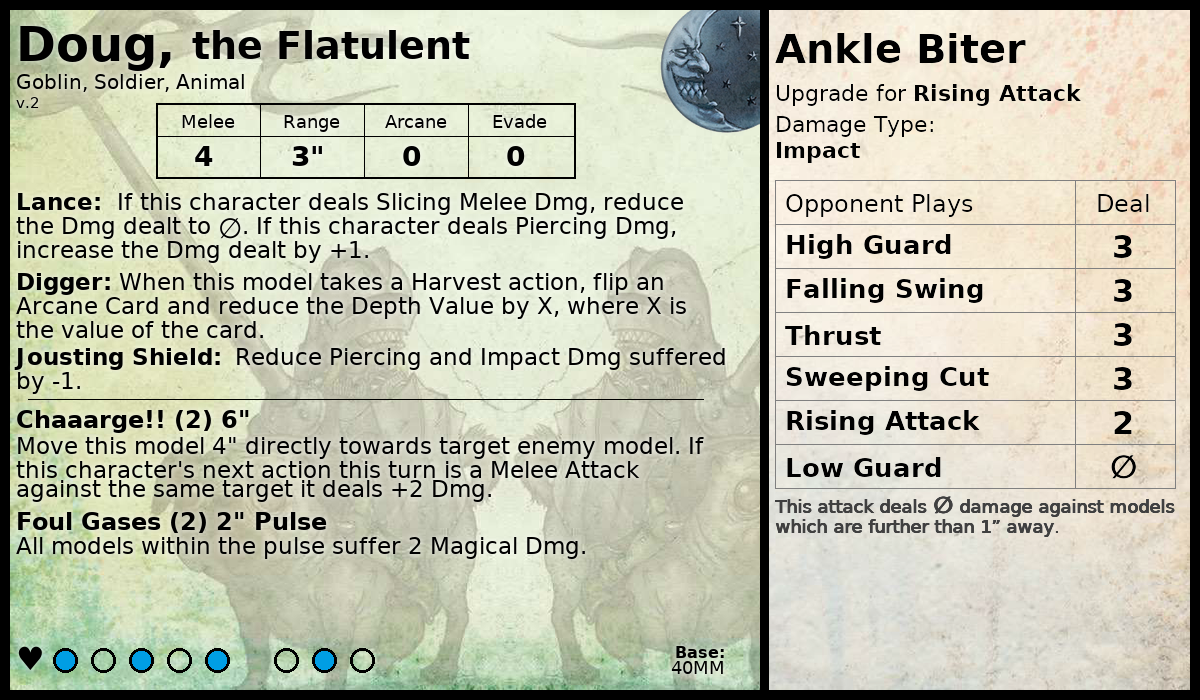 Doug, the Flatulent
Goblin, Soldier, Animal
v.2
Melee Range Arcane Evade
4 3" 0 0
Lance: If this character deals Slicing Melee Dmg, reduce
the Dmg dealt to ∅. If this character deals Piercing Dmg,
increase the Dmg dealt by +1.
Digger: When this model takes a Harvest action, flip an
Arcane Card and reduce the Depth Value by X, where X is
the value of the card.
Jousting Shield: Reduce Piercing and Impact Dmg suffered
by -1.
Chaaarge!! (2) 6"
Move this model 4" directly towards target enemy model. If
this character's next action this turn is a Melee Attack
against the same target it deals +2 Dmg.
Foul Gases (2) 2" Pulse
All models within the pulse suffer 2 Magical Dmg.
Base:
40MM
Ankle Biter
Upgrade for Rising Attack
Damage Type:
Impact
Opponent Plays Deal
High Guard 3
Falling Swing 3
Thrust 3
Sweeping Cut 3
Rising Attack 2
Low Guard ∅
This attack deals ∅ damage against models
which are further than 1” away.